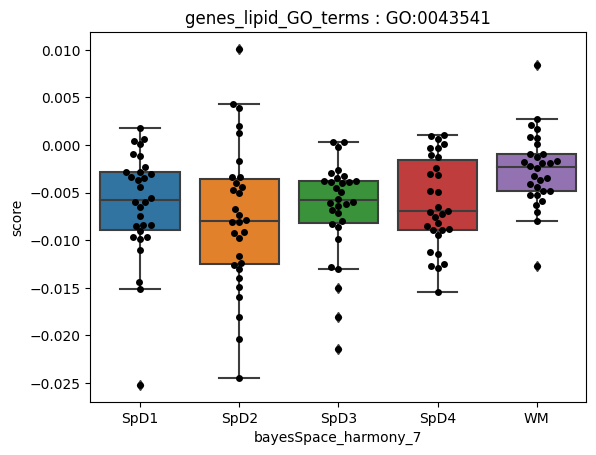 genes_lipid_GO_terms : GO:0043541
0.010
0.005
0.000
−0.005
−0.010
−0.015
−0.020
−0.025
score
SpD1 SpD2 SpD3 SpD4 WM
bayesSpace_harmony_7